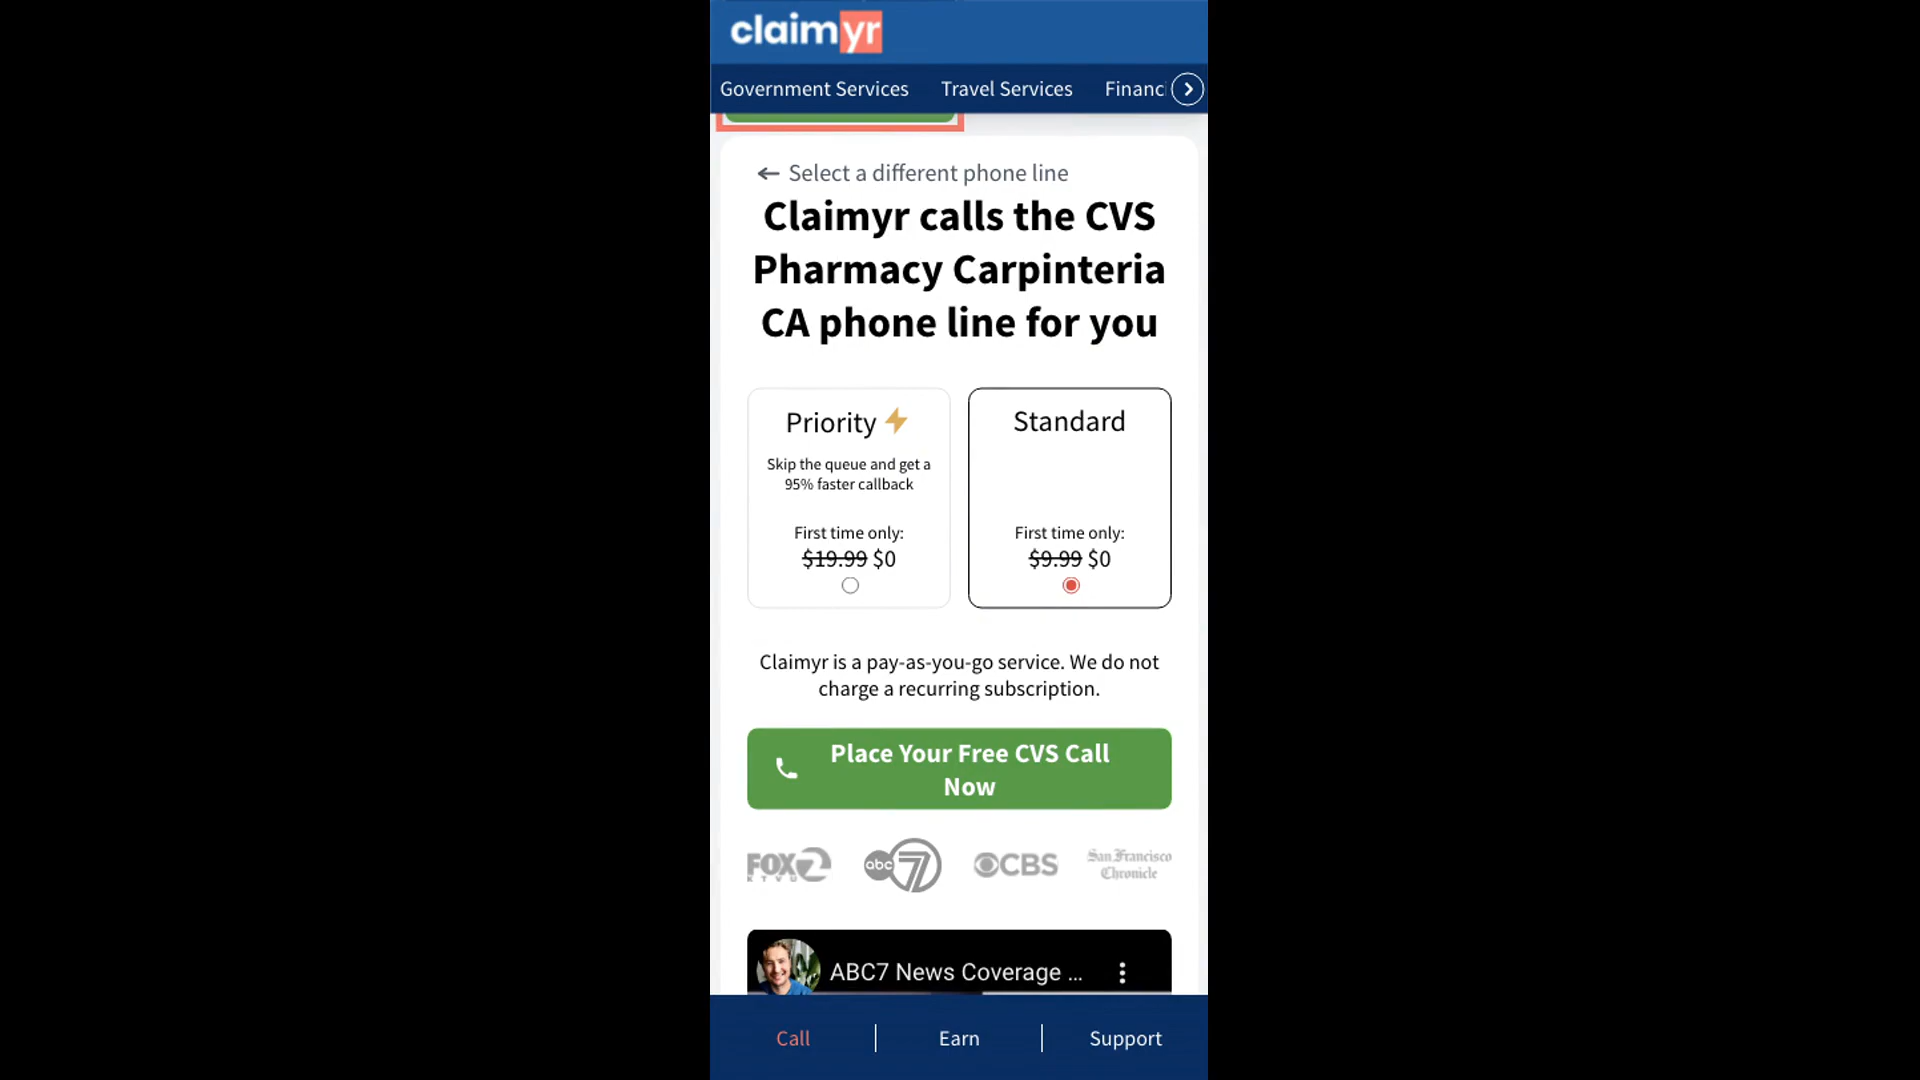 claimyr
Government Services Travel Services Financ
Select a different phone line
Claimyr calls the CVS
Pharmacy Carpinteria
CA phone line for you
Priority Standard
Skip the queue and get a
95% faster callback
First time only: First time only:
$19.99 $0 $9.99 $0
Claimyr is a pay-as-you-go service. We do not
charge a recurring subscription.
Place Your Free CVS Call
Now
FOX 2 abc 7 CBS San Francisco
KTVU Chronicle
ABC7 News Coverage ...
Call Earn Support